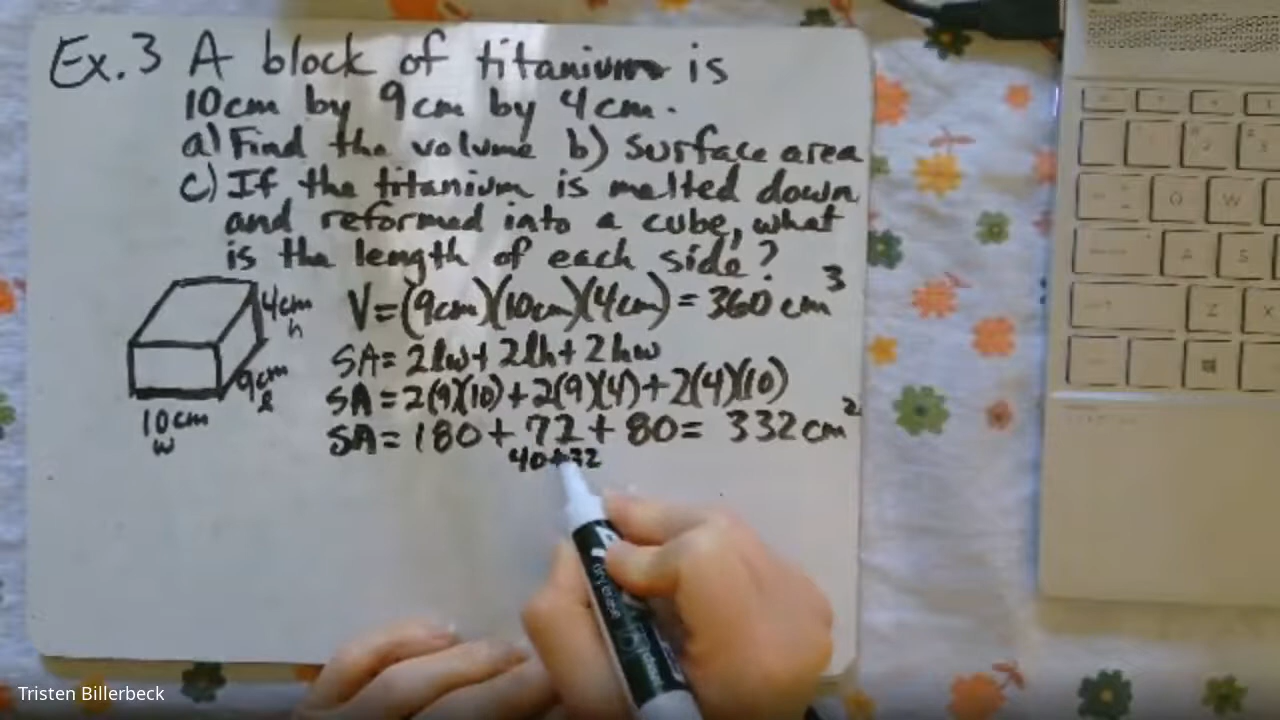 Ex. 3 A block of titanium is
10cm by 9cm by 4cm.
a) Find the volume b) surface area
c) If the titanium is melted down
and reformed into a cube, what
is the length of each side?
4cm
h
9cm
l
10cm
w
V=(9cm)(10cm)(4cm) = 360 cm³
SA= 2lw + 2lh + 2hw
SA= 2(9)(10) + 2(9)(4) + 2(4)(10)
SA= 180 + 72 + 80 = 332 cm²
40+32
dry erase
Q
W
A
S
Z
X
Tristen Billerbeck